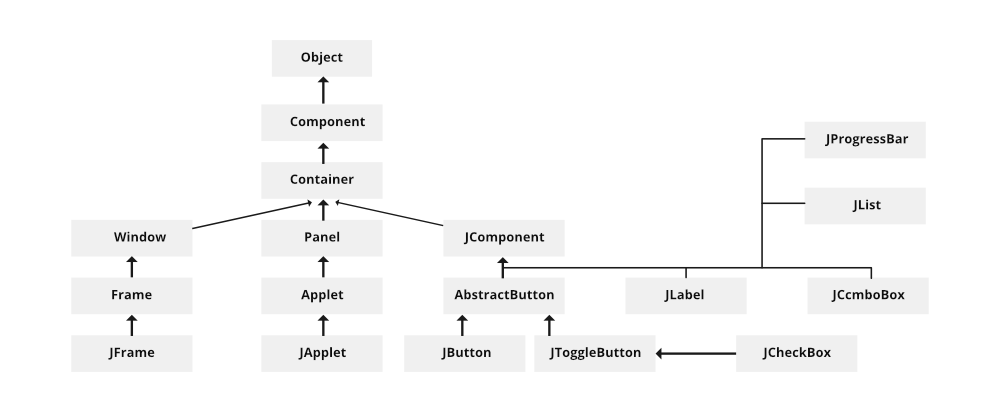 Object
Component
JProgressBar
Container
JList
Window
Panel
JComponent
Frame
Applet
AbstractButton
JLabel
JCcmboBox
JFrame
JApplet
JButton
JToggleButton
JCheckBox